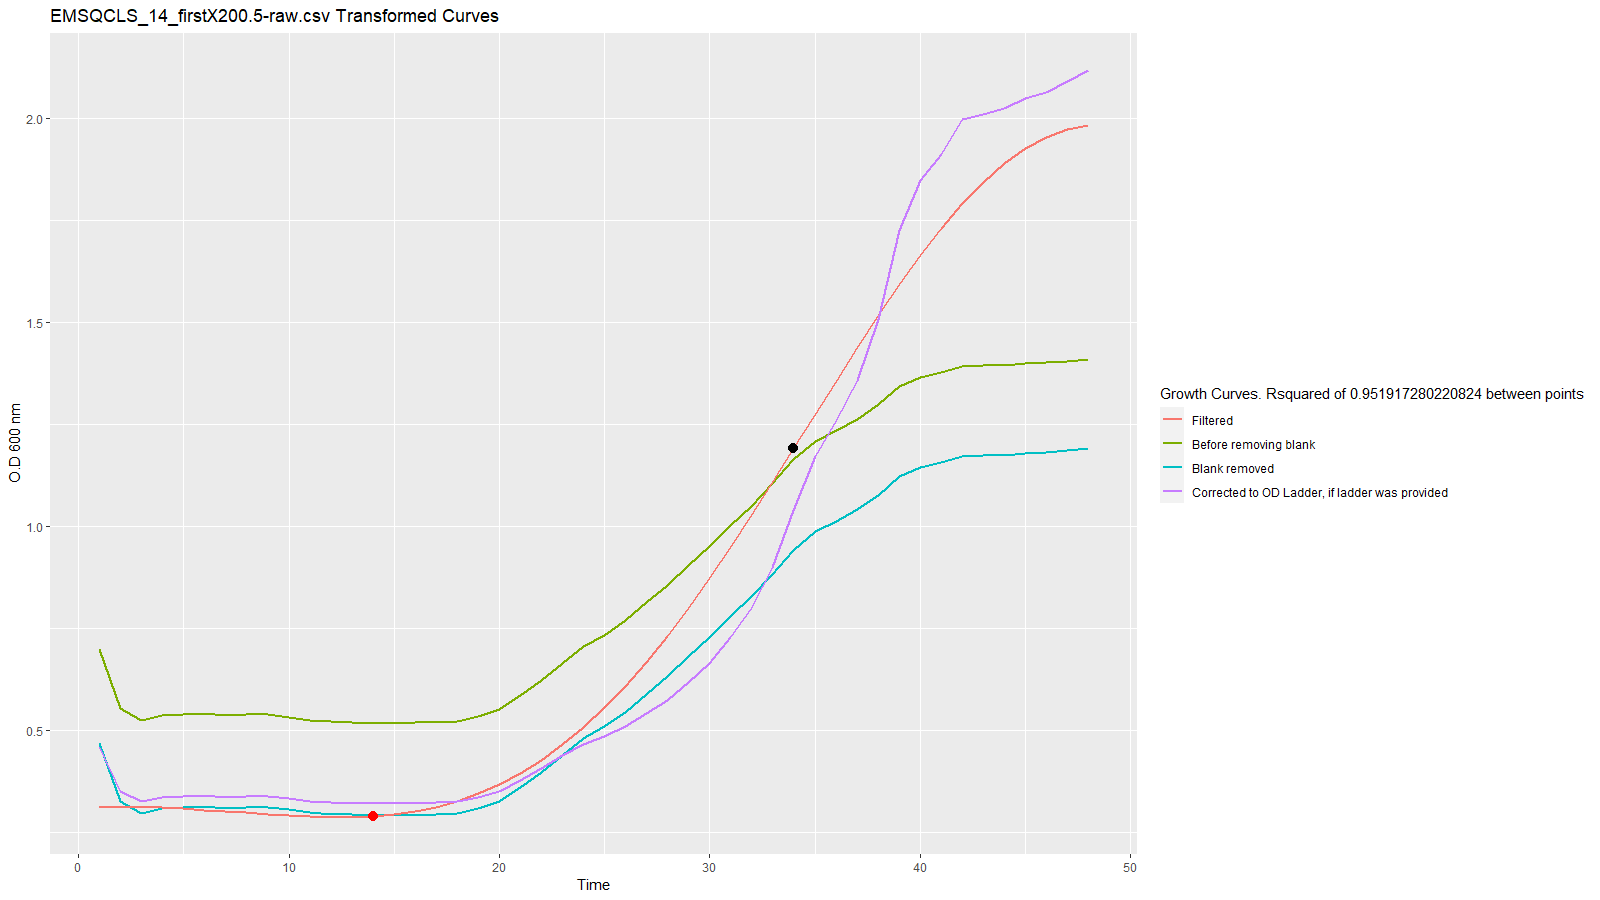 EMSQCLS_14_firstX200.5-raw.csv Transformed Curves
O.D 600 nm
2.0
1.5
1.0
0.5
0 10 20 30 40 50
Time
Growth Curves. Rsquared of 0.951917280220824 between points
Filtered
Before removing blank
Blank removed
Corrected to OD Ladder, if ladder was provided